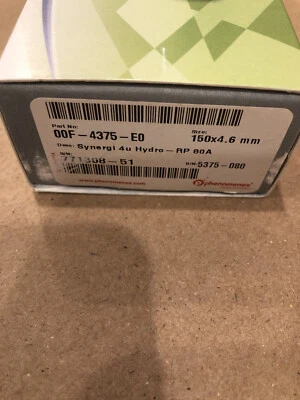 Part No:
00F-4375-E0
Size:
150x4.6 mm
Desc: Synergi 4u Hydro-RP 80A
S/N:
771308-51
B/N: 5375-080
phenomenex